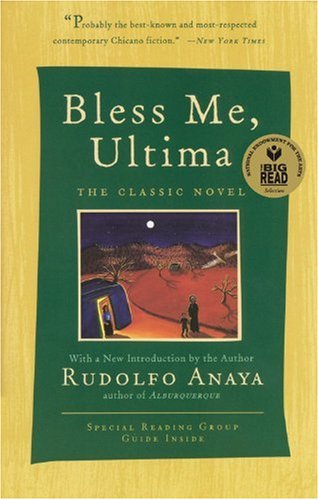 "Probably the best-known and most-respected
contemporary Chicano fiction." —New York Times
Bless Me,
Ultima
NATIONAL ENDOWMENT FOR THE ARTS
THE BIG
READ
Selection
THE CLASSIC NOVEL
With a New Introduction by the Author
RUDOLFO ANAYA
author of ALBURQUERQUE
SPECIAL READING GROUP
GUIDE INSIDE